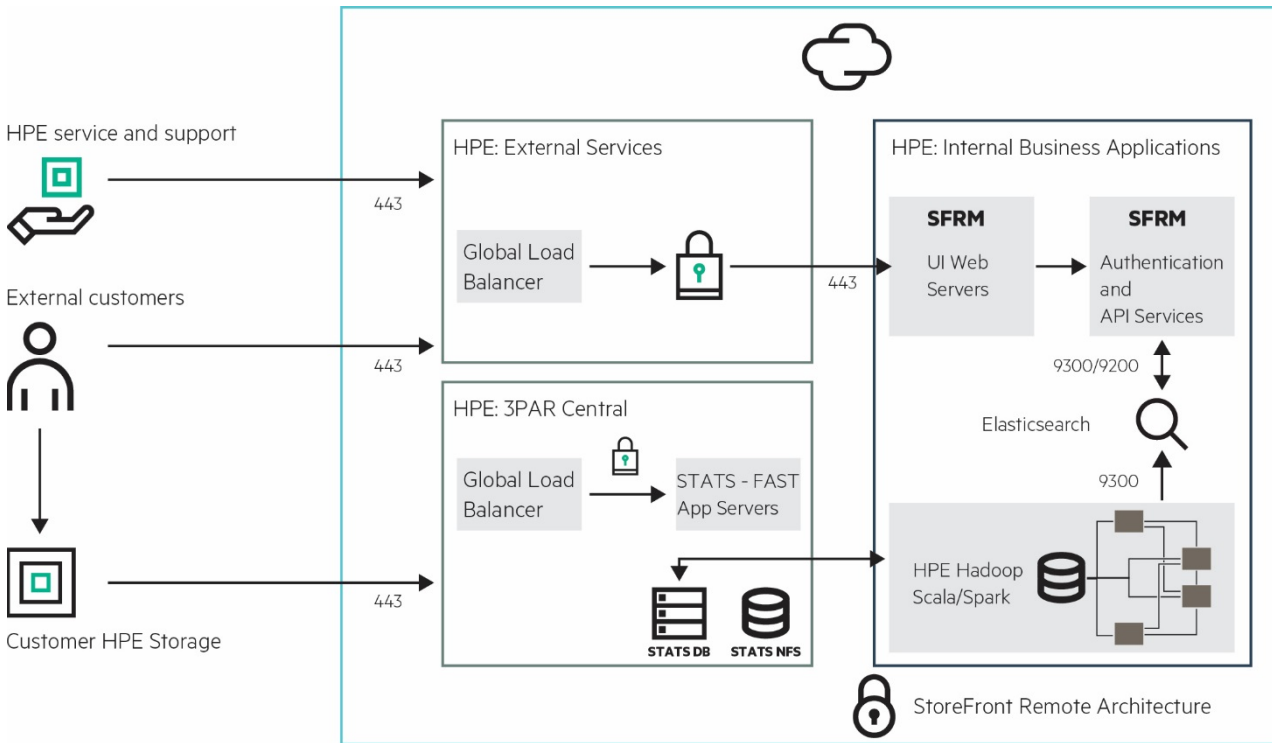 HPE service and support
443
External customers
443
Customer HPE Storage
443
HPE: External Services
Global Load
Balancer
443
HPE: 3PAR Central
Global Load
Balancer
STATS - FAST
App Servers
STATS DB
STATS NFS
HPE: Internal Business Applications
SFRM
UI Web
Servers
SFRM
Authentication
and
API Services
9300/9200
Elasticsearch
9300
HPE Hadoop
Scala/Spark
StoreFront Remote Architecture